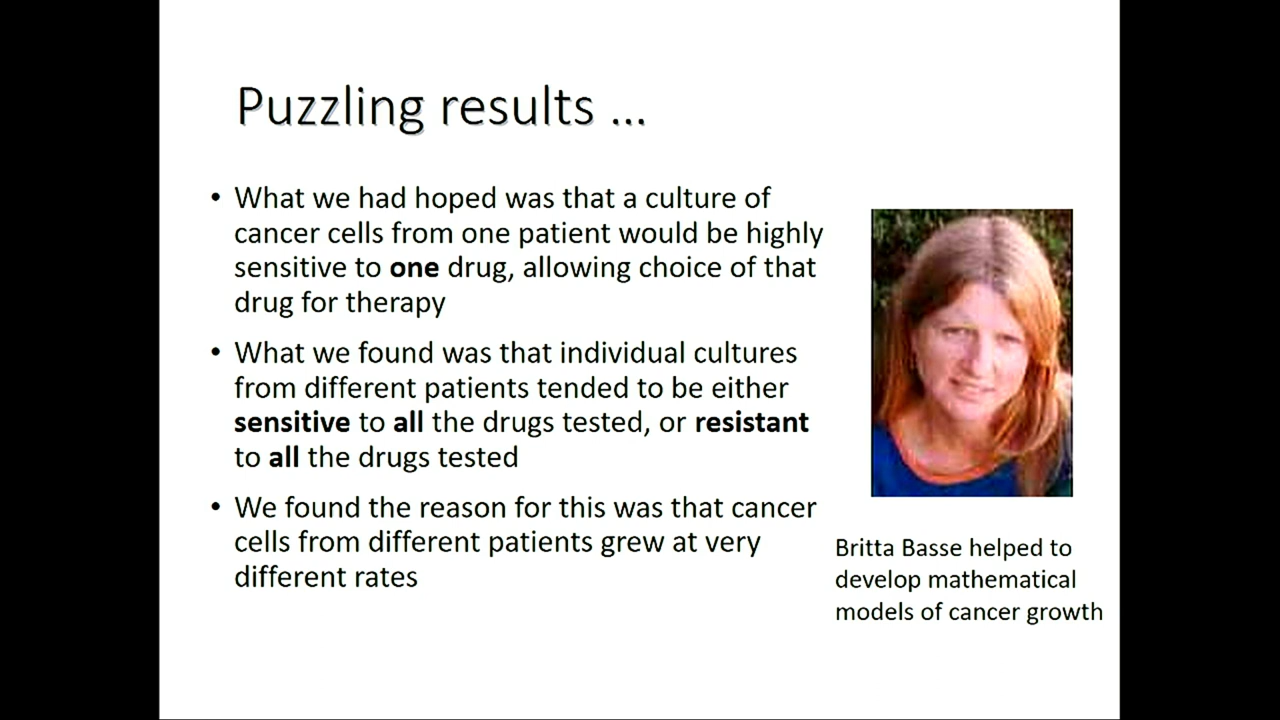 Puzzling results ...
• What we had hoped was that a culture of
cancer cells from one patient would be highly
sensitive to one drug, allowing choice of that
drug for therapy
• What we found was that individual cultures
from different patients tended to be either
sensitive to all the drugs tested, or resistant
to all the drugs tested
• We found the reason for this was that cancer
cells from different patients grew at very
different rates
Britta Basse helped to
develop mathematical
models of cancer growth